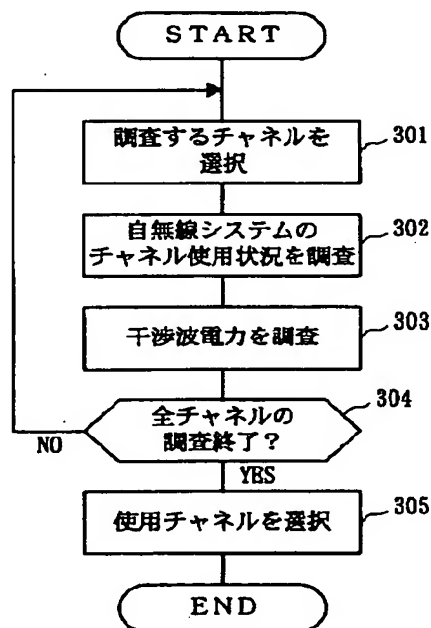 START
調査するチャネルを
選択
301
自無線システムの
チャネル使用状況を調査
302
干渉波電力を調査
303
全チャネルの
調査終了?
304
NO
YES
使用チャネルを選択
305
END